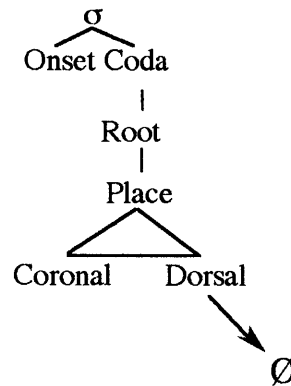 σ
Onset Coda
Root
Place
Coronal Dorsal
Ø